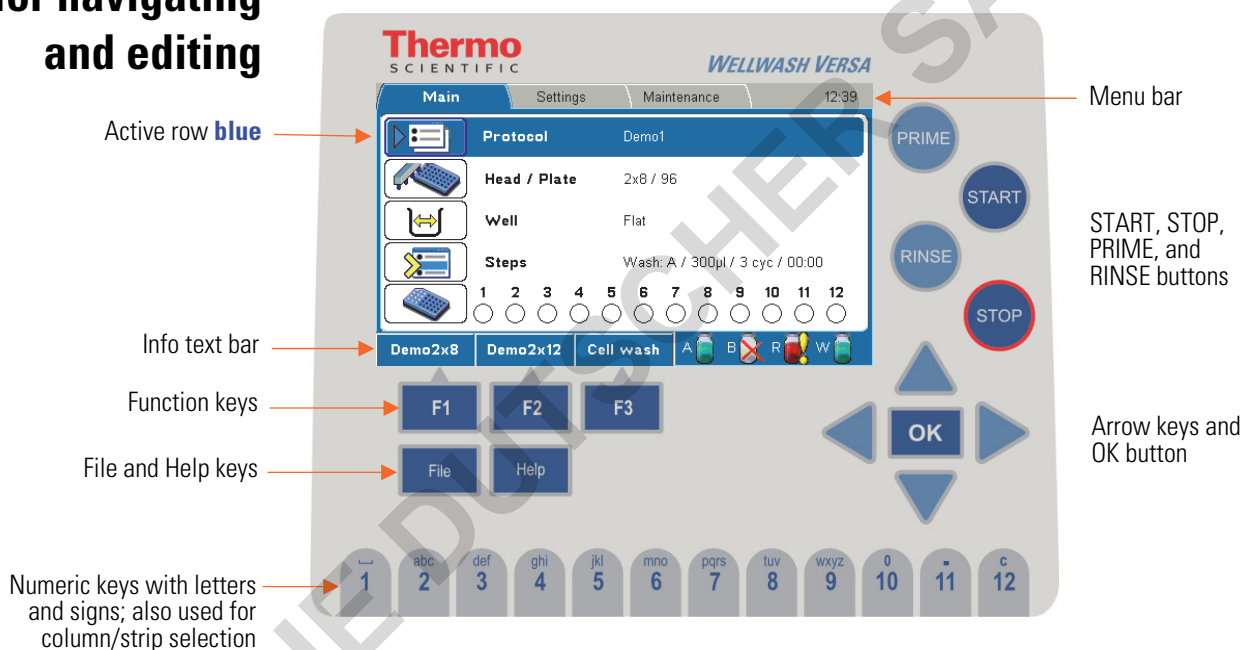 for navigating
and editing
Thermo
SCIENTIFIC
WELLWASH VERSA
Main Settings Maintenance 12:39
Menu bar
Active row blue
Protocol Demo1
PRIME
Head / Plate 2x8 / 96
START
Well Flat
START, STOP,
PRIME, and
RINSE buttons
RINSE
Steps Wash: A / 300µl / 3 cyc / 00:00
1 2 3 4 5 6 7 8 9 10 11 12
STOP
Info text bar
Demo2x8 Demo2x12 Cell wash A B R W
Function keys
F1 F2 F3
OK
Arrow keys and
OK button
File and Help keys
File Help
abc def ghi jkl mno pqrs tuv wxyz 0 . c
1 2 3 4 5 6 7 8 9 10 11 12
Numeric keys with letters
and signs; also used for
column/strip selection